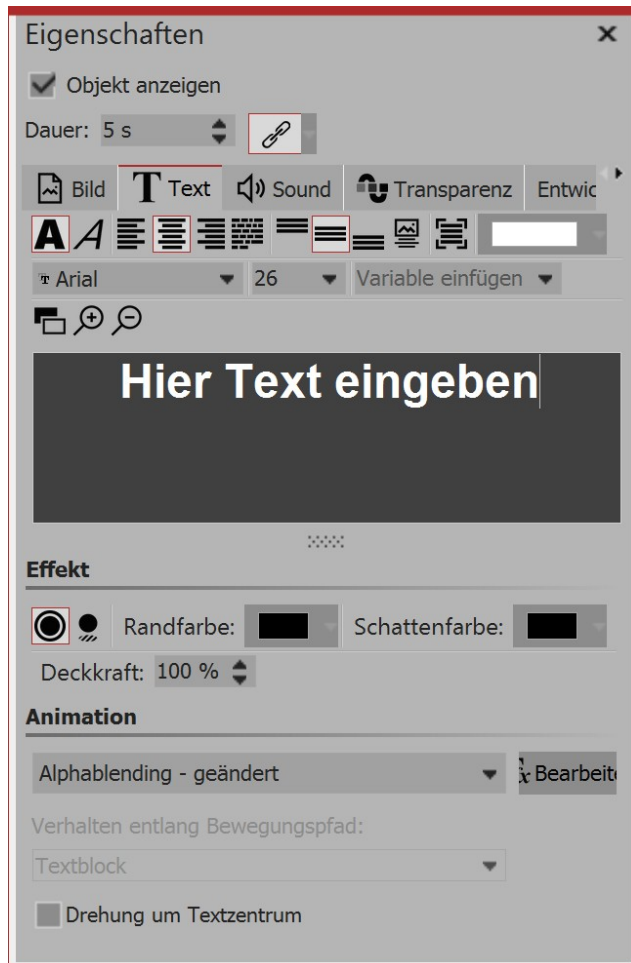 Eigenschaften
Objekt anzeigen
Dauer: 5 s
Bild Text Sound Transparenz Entwic
Arial 26 Variable einfügen
Hier Text eingeben
Effekt
Randfarbe: Schattenfarbe:
Deckkraft: 100 %
Animation
Alphablending - geändert Bearbeite
Verhalten entlang Bewegungspfad:
Textblock
Drehung um Textzentrum